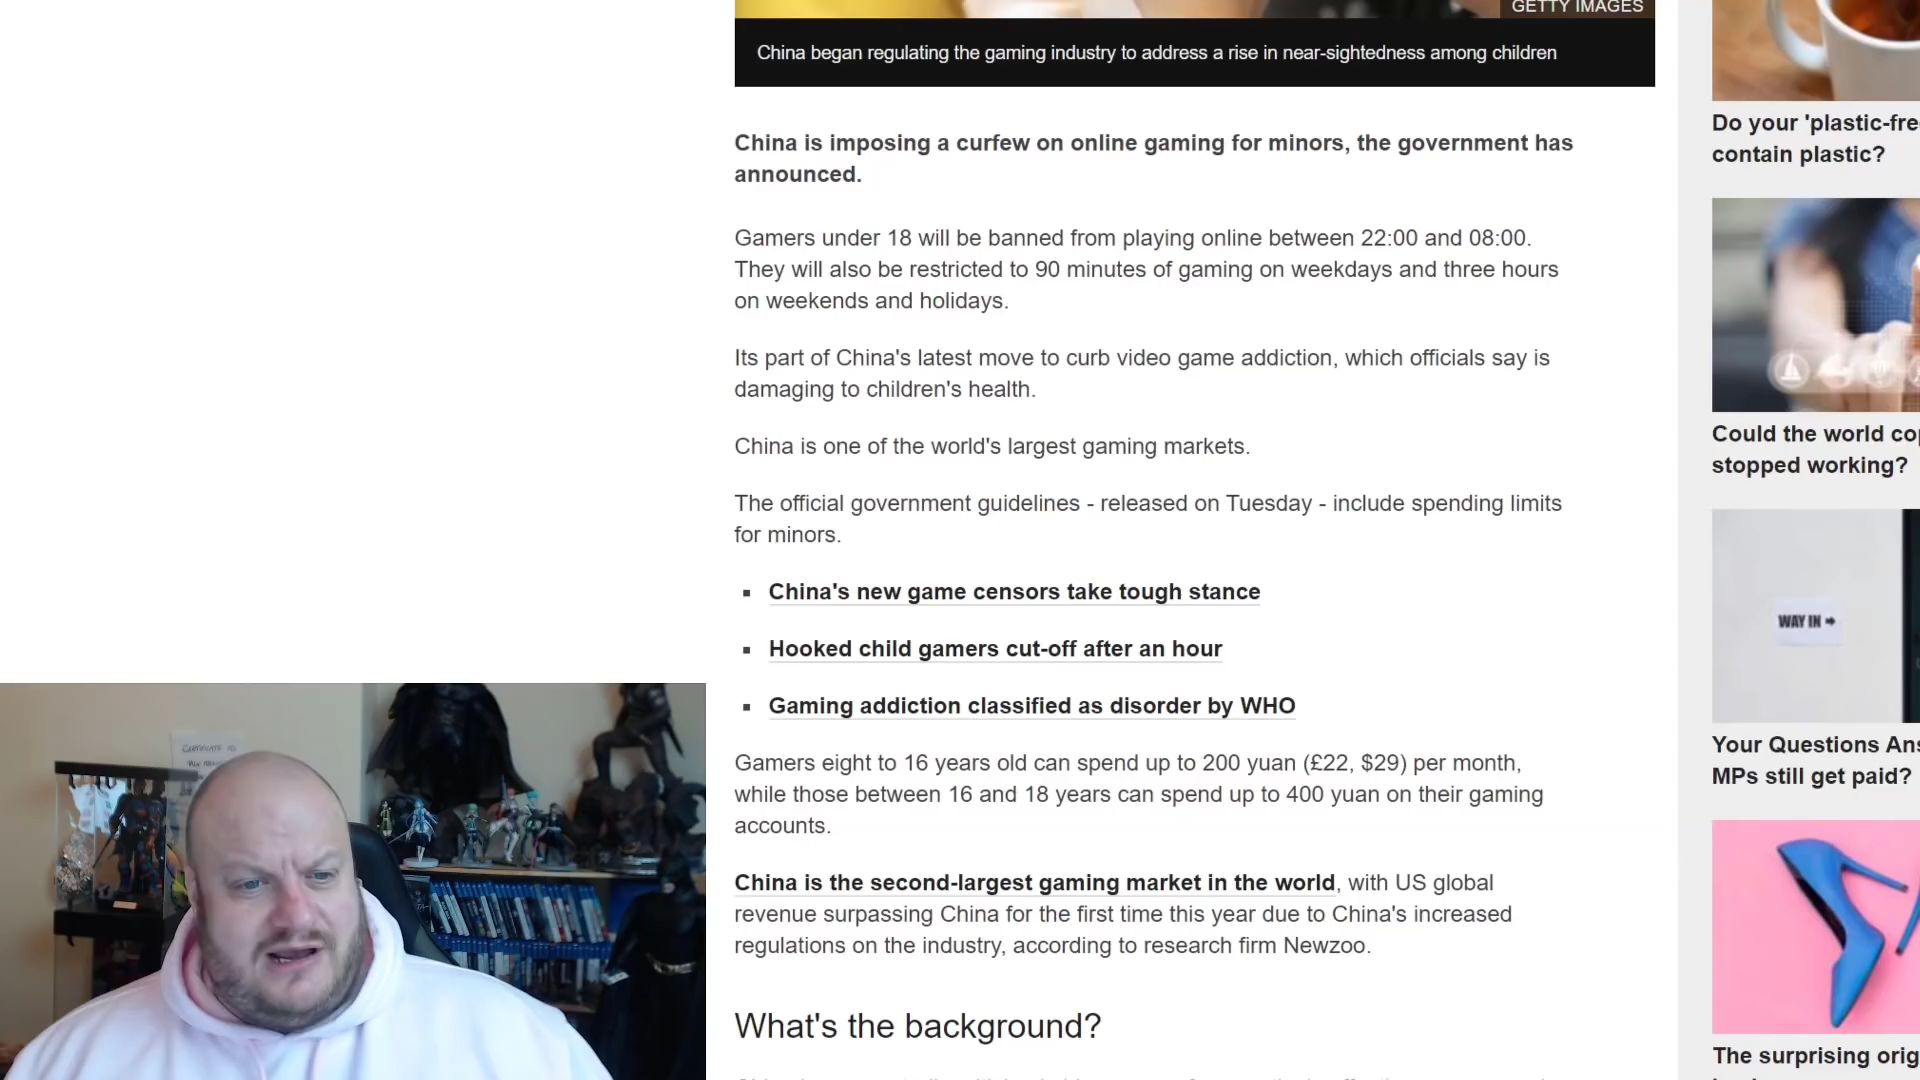 GETTY IMAGES
China began regulating the gaming industry to address a rise in near-sightedness among children
China is imposing a curfew on online gaming for minors, the government has
announced.
Gamers under 18 will be banned from playing online between 22:00 and 08:00.
They will also be restricted to 90 minutes of gaming on weekdays and three hours
on weekends and holidays.
Its part of China's latest move to curb video game addiction, which officials say is
damaging to children's health.
China is one of the world's largest gaming markets.
The official government guidelines - released on Tuesday - include spending limits
for minors.
China's new game censors take tough stance
Hooked child gamers cut-off after an hour
Gaming addiction classified as disorder by WHO
Gamers eight to 16 years old can spend up to 200 yuan (£22, $29) per month,
while those between 16 and 18 years can spend up to 400 yuan on their gaming
accounts.
China is the second-largest gaming market in the world, with US global
revenue surpassing China for the first time this year due to China's increased
regulations on the industry, according to research firm Newzoo.
What's the background?
Do your 'plastic-fre
contain plastic?
Could the world cop
stopped working?
WAY IN ➡
Your Questions Ans
MPs still get paid?
The surprising orig